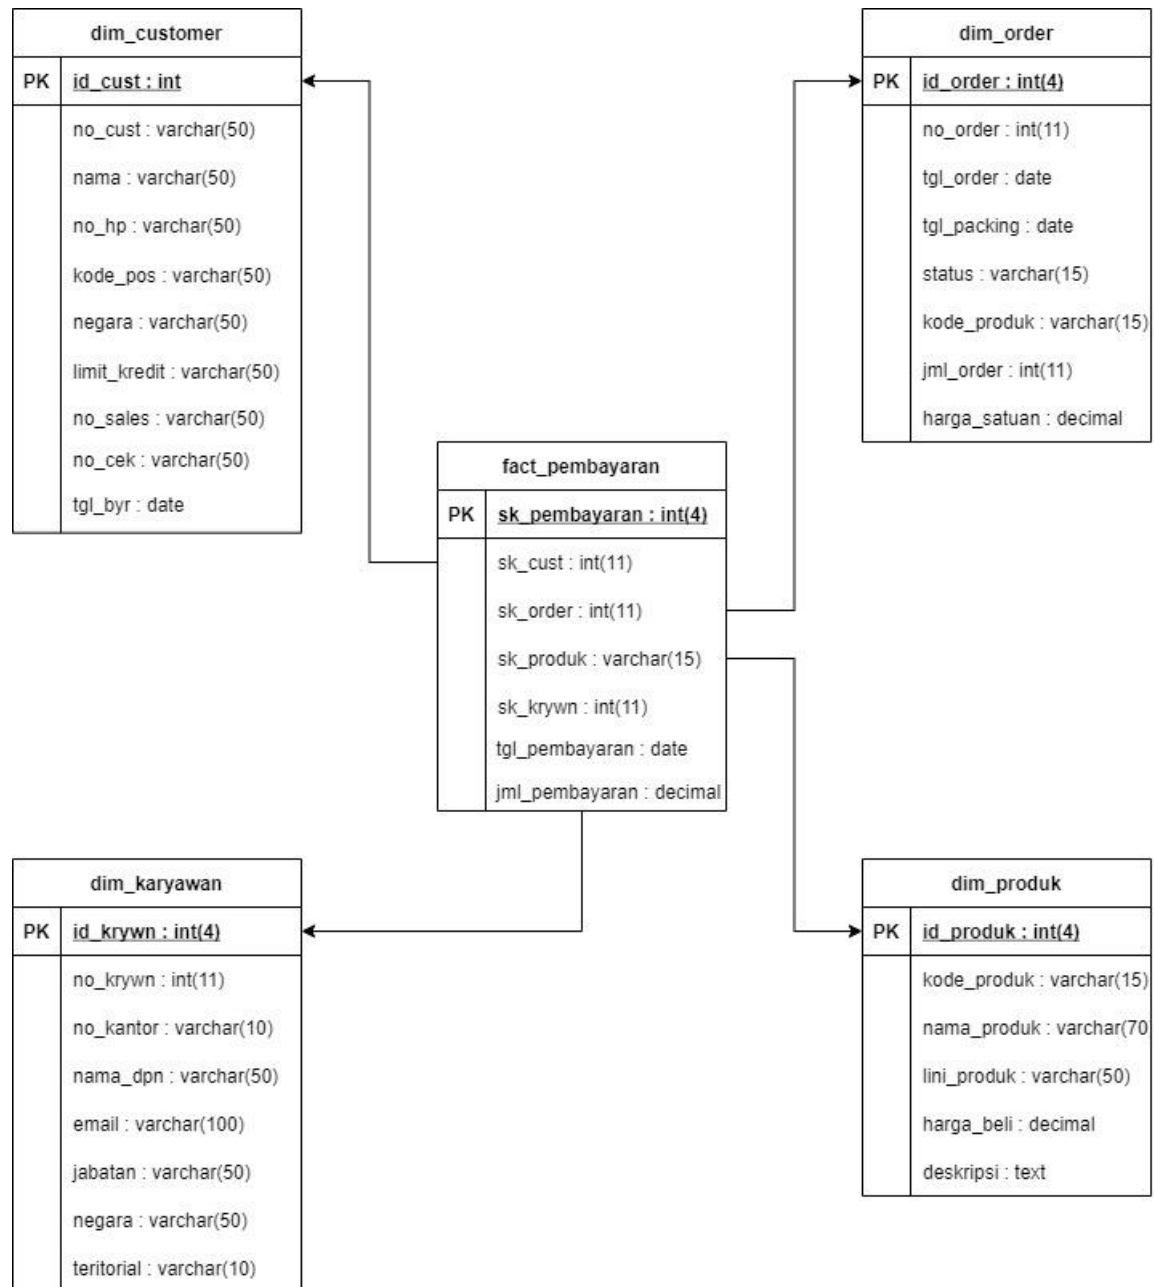 dim_customer
PK id_cust : int
no_cust : varchar(50)
nama : varchar(50)
no_hp : varchar(50)
kode_pos : varchar(50)
negara : varchar(50)
limit_kredit : varchar(50)
no_sales : varchar(50)
no_cek : varchar(50)
tgl_byr : date
dim_order
PK id_order : int(4)
no_order : int(11)
tgl_order : date
tgl_packing : date
status : varchar(15)
kode_produk : varchar(15)
jml_order : int(11)
harga_satuan : decimal
fact_pembayaran
PK sk_pembayaran : int(4)
sk_cust : int(11)
sk_order : int(11)
sk_produk : varchar(15)
sk_krywn : int(11)
tgl_pembayaran : date
jml_pembayaran : decimal
dim_karyawan
PK id_krywn : int(4)
no_krywn : int(11)
no_kantor : varchar(10)
nama_dpn : varchar(50)
email : varchar(100)
jabatan : varchar(50)
negara : varchar(50)
teritorial : varchar(10)
dim_produk
PK id_produk : int(4)
kode_produk : varchar(15)
nama_produk : varchar(70
lini_produk : varchar(50)
harga_beli : decimal
deskripsi : text